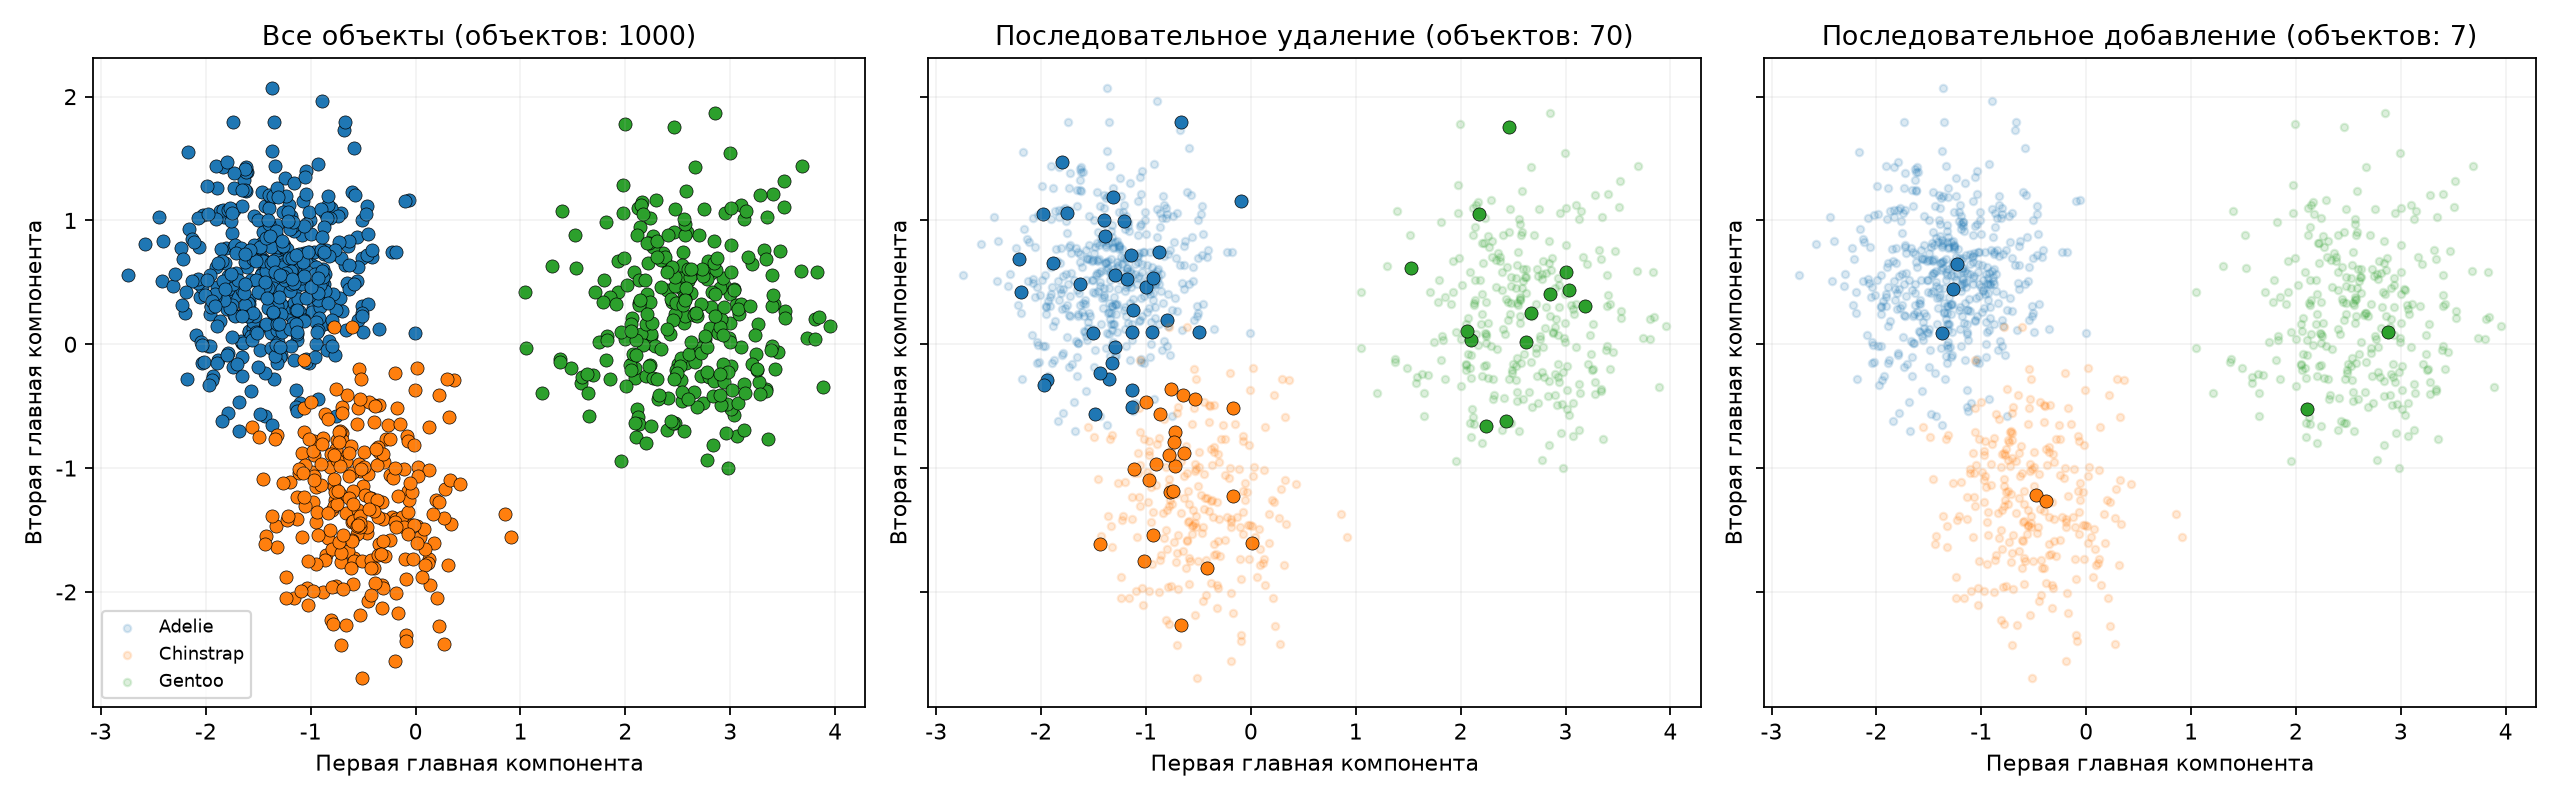 Все объекты (объектов: 1000)
Вторая главная компонента
2
1
0
-1
-2
Adelie
Chinstrap
Gentoo
-3 -2 -1 0 1 2 3 4
Первая главная компонента
Последовательное удаление (объектов: 70)
Вторая главная компонента
-3 -2 -1 0 1 2 3 4
Первая главная компонента
Последовательное добавление (объектов: 7)
Вторая главная компонента
-3 -2 -1 0 1 2 3 4
Первая главная компонента